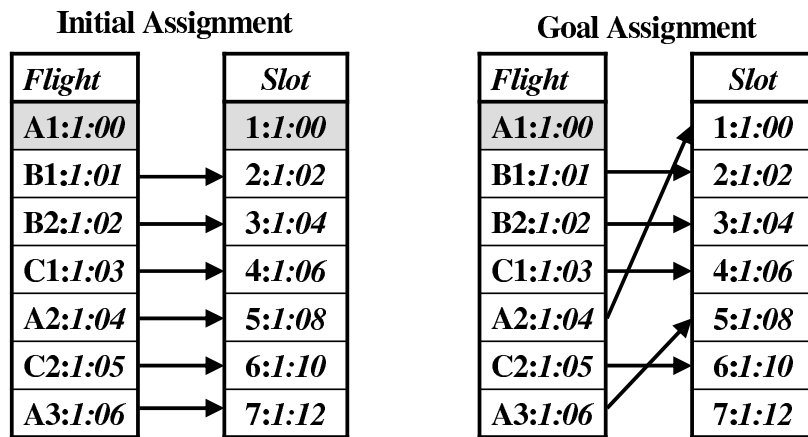 Initial Assignment
Flight Slot
A1:1:00 1:1:00
B1:1:01 2:1:02
B2:1:02 3:1:04
C1:1:03 4:1:06
A2:1:04 5:1:08
C2:1:05 6:1:10
A3:1:06 7:1:12
Goal Assignment
Flight Slot
A1:1:00 1:1:00
B1:1:01 2:1:02
B2:1:02 3:1:04
C1:1:03 4:1:06
A2:1:04 5:1:08
C2:1:05 6:1:10
A3:1:06 7:1:12